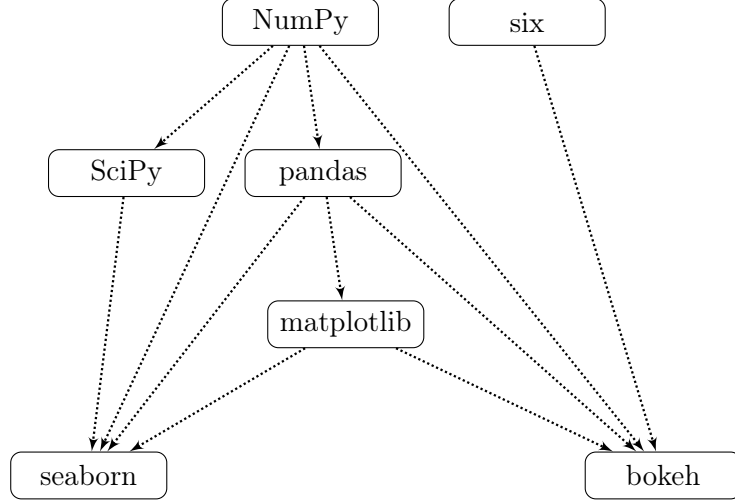 NumPy
six
SciPy
pandas
matplotlib
seaborn
bokeh